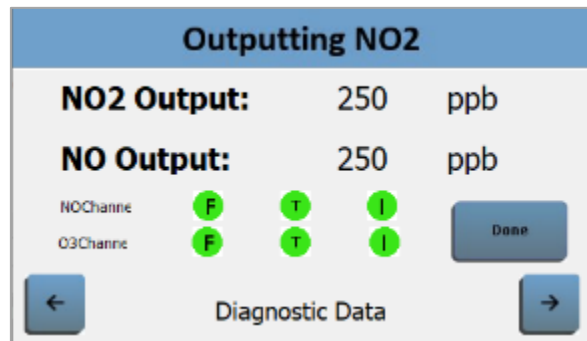 Outputting NO2
NO2 Output: 250 ppb
NO Output: 250 ppb
NOChanne F T I
O3Channe F T I
Done
← Diagnostic Data →